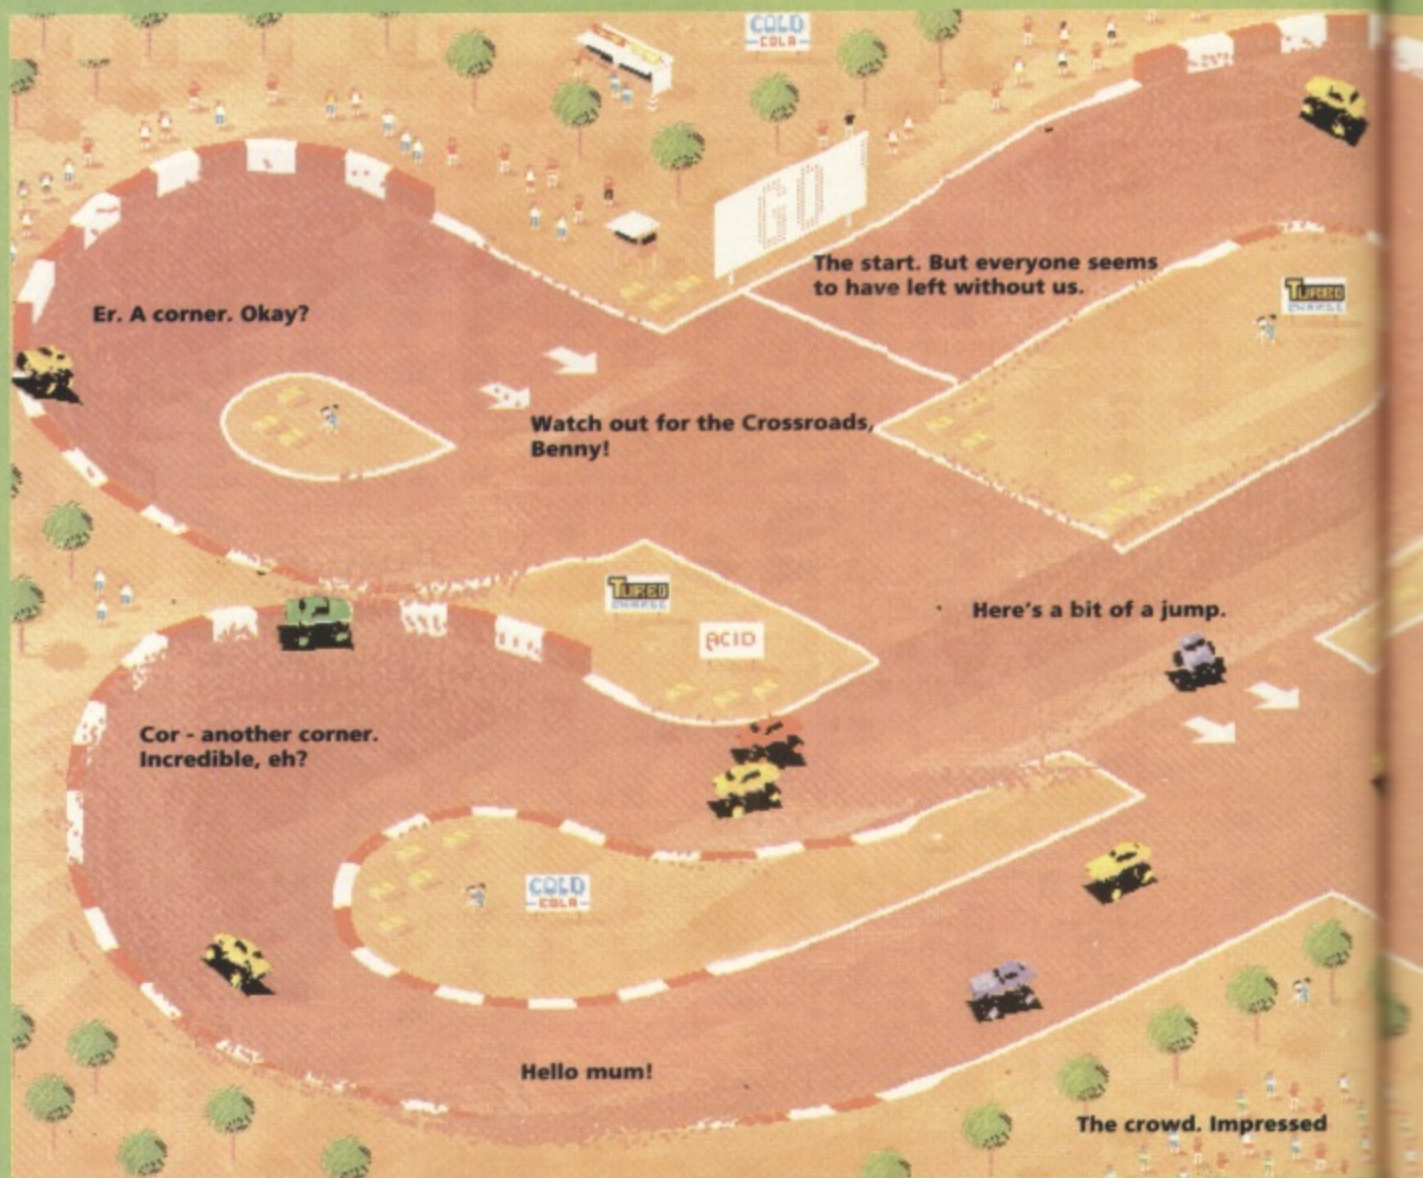 COLD
COLA
GO
The start. But everyone seems
to have left without us.
TURBO
CHARGE
Er. A corner. Okay?
Watch out for the Crossroads,
Benny!
TURBO
CHARGE
ACID
Here's a bit of a jump.
Cor - another corner.
Incredible, eh?
COLD
COLA
Hello mum!
The crowd. Impressed